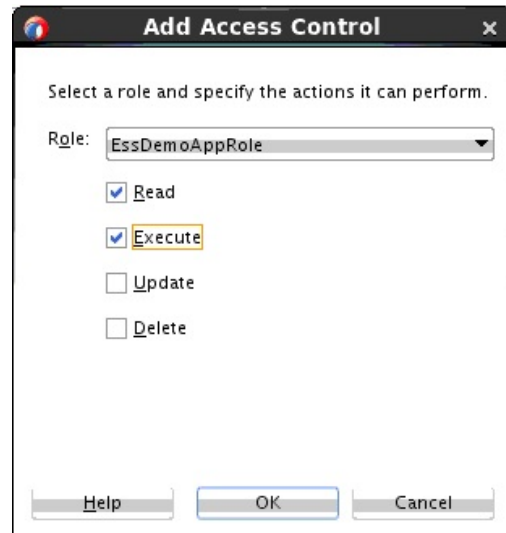 Add Access Control
Select a role and specify the actions it can perform.
Role: EssDemoAppRole
Read
Execute
Update
Delete
Help OK Cancel